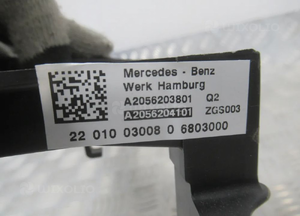 Mercedes - Benz
Werk Hamburg
A2056203801 Q2
A2056204101 ZGS003
22 010 03008 0 6803000